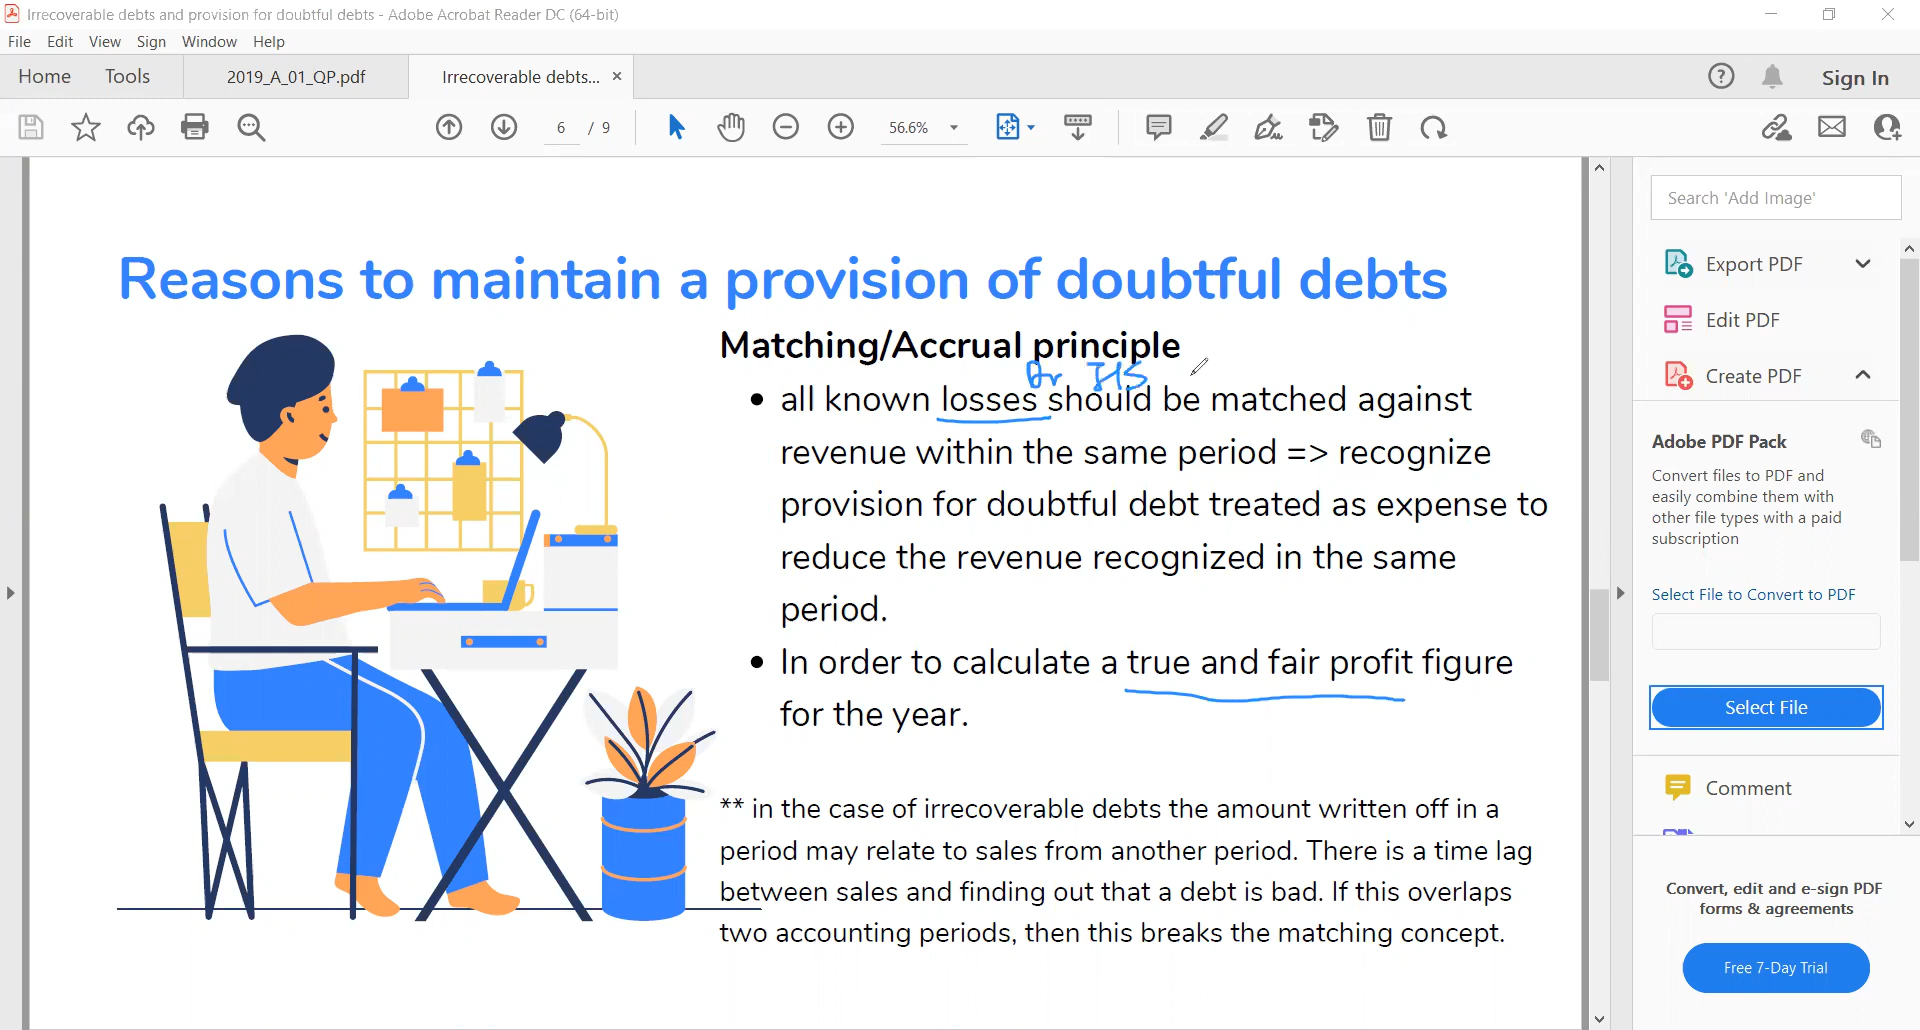 Irrecoverable debts and provision for doubtful debts - Adobe Acrobat Reader DC (64-bit)
File Edit View Sign Window Help
Home Tools 2019_A_01_QP.pdf Irrecoverable debts... × Sign In
6 / 9 56.6%
Reasons to maintain a provision of doubtful debts
Matching/Accrual principle
Dr IIS
• all known losses should be matched against
revenue within the same period => recognize
provision for doubtful debt treated as expense to
reduce the revenue recognized in the same
period.
• In order to calculate a true and fair profit figure
for the year.
** in the case of irrecoverable debts the amount written off in a
period may relate to sales from another period. There is a time lag
between sales and finding out that a debt is bad. If this overlaps
two accounting periods, then this breaks the matching concept.
Search 'Add Image'
Export PDF
Edit PDF
Create PDF
Adobe PDF Pack
Convert files to PDF and
easily combine them with
other file types with a paid
subscription
Select File to Convert to PDF
Select File
Comment
Convert, edit and e-sign PDF
forms & agreements
Free 7-Day Trial